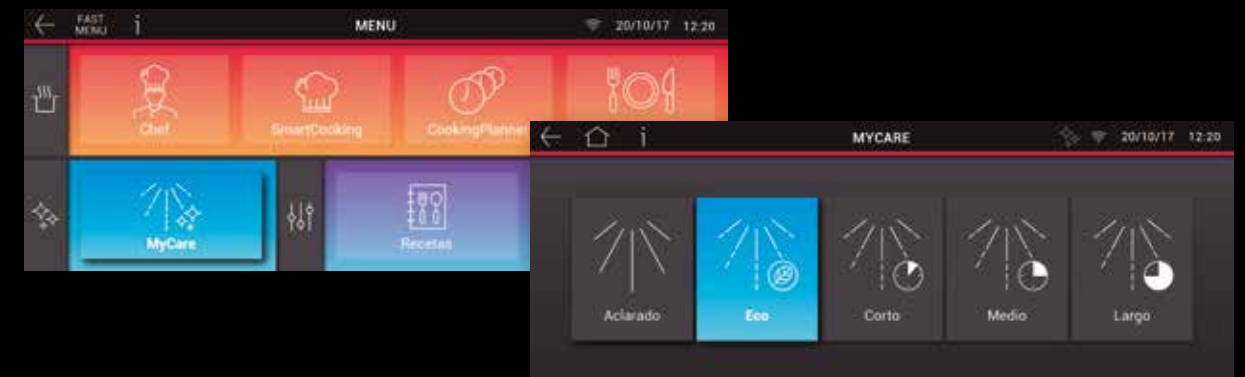 FAST
MENU
i
MENU
20/10/17 12:20
Chef
SmartCooking
CookingPlanner
MyCare
Recetas
i
MYCARE
20/10/17 12:20
Aclarado
Eco
Corto
Medio
Largo